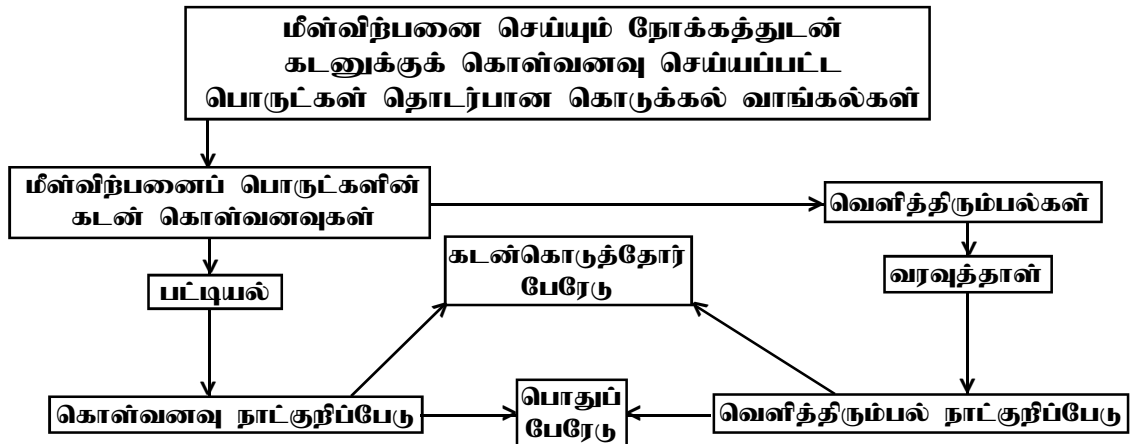 மீள்விற்பனை செய்யும் நோக்கத்துடன்
கடனுக்குக் கொள்வனவு செய்யப்பட்ட
பொருட்கள் தொடர்பான கொடுக்கல் வாங்கல்கள்
மீள்விற்பனைப் பொருட்களின்
கடன் கொள்வனவுகள்
வெளித்திரும்பல்கள்
பட்டியல்
கடன்கொடுத்தோர்
பேரேடு
வரவுத்தாள்
கொள்வனவு நாட்குறிப்பேடு
பொதுப்
பேரேடு
வெளித்திரும்பல் நாட்குறிப்பேடு